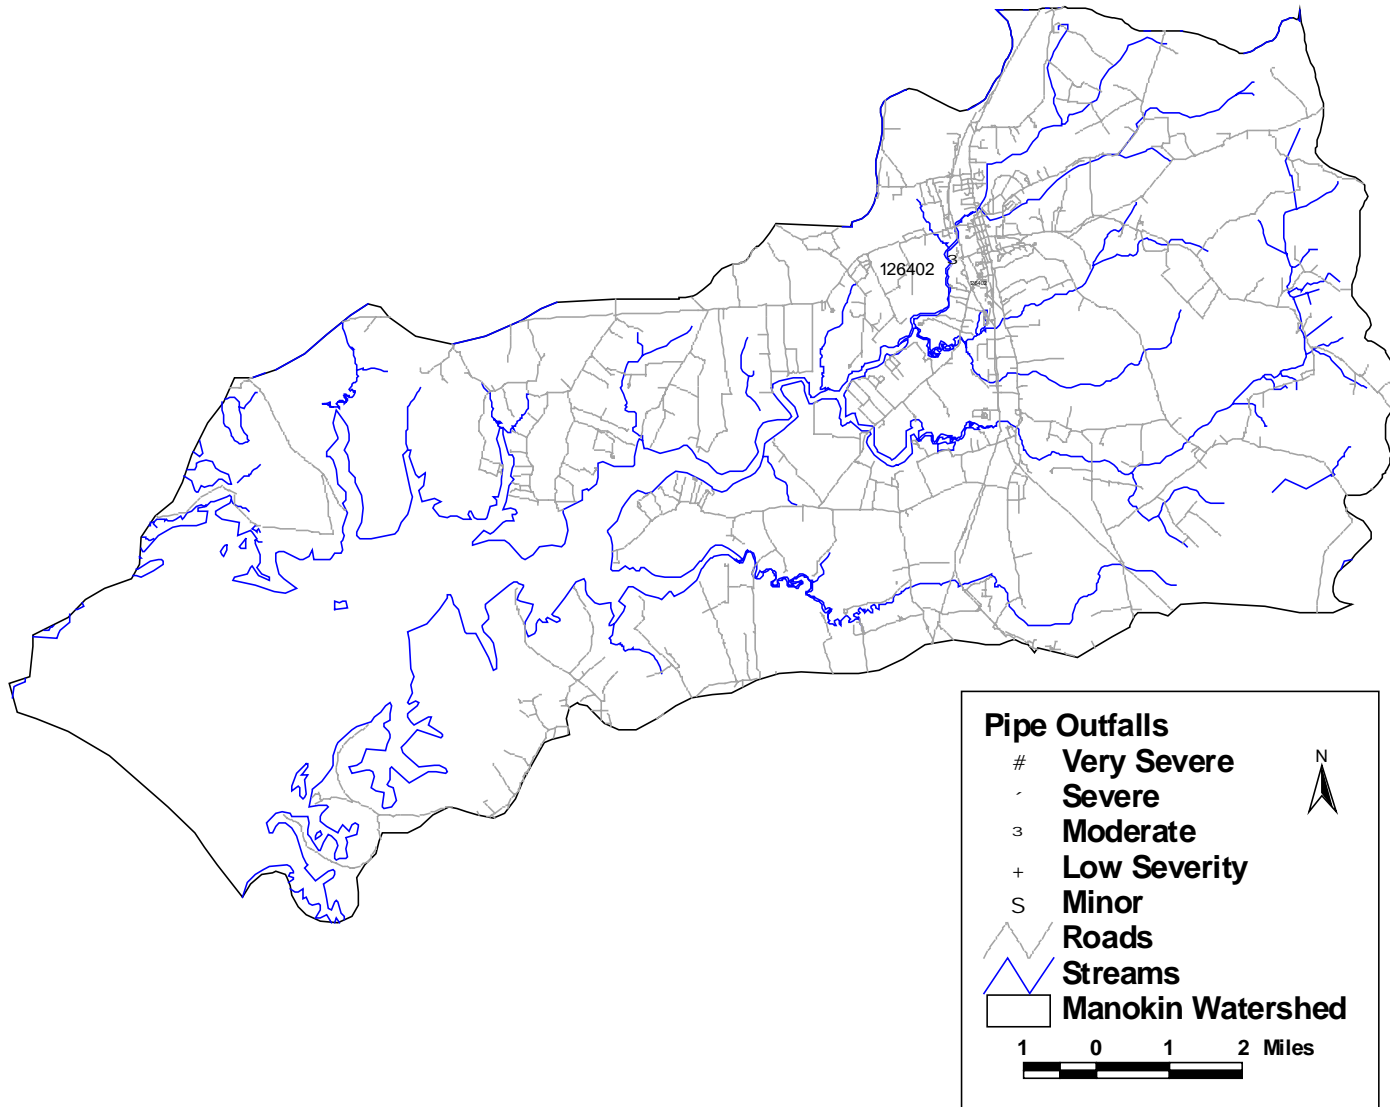 126402
3
Pipe Outfalls
# Very Severe
´ Severe
3 Moderate
+ Low Severity
S Minor
Roads
Streams
Manokin Watershed
N
1 0 1 2 Miles